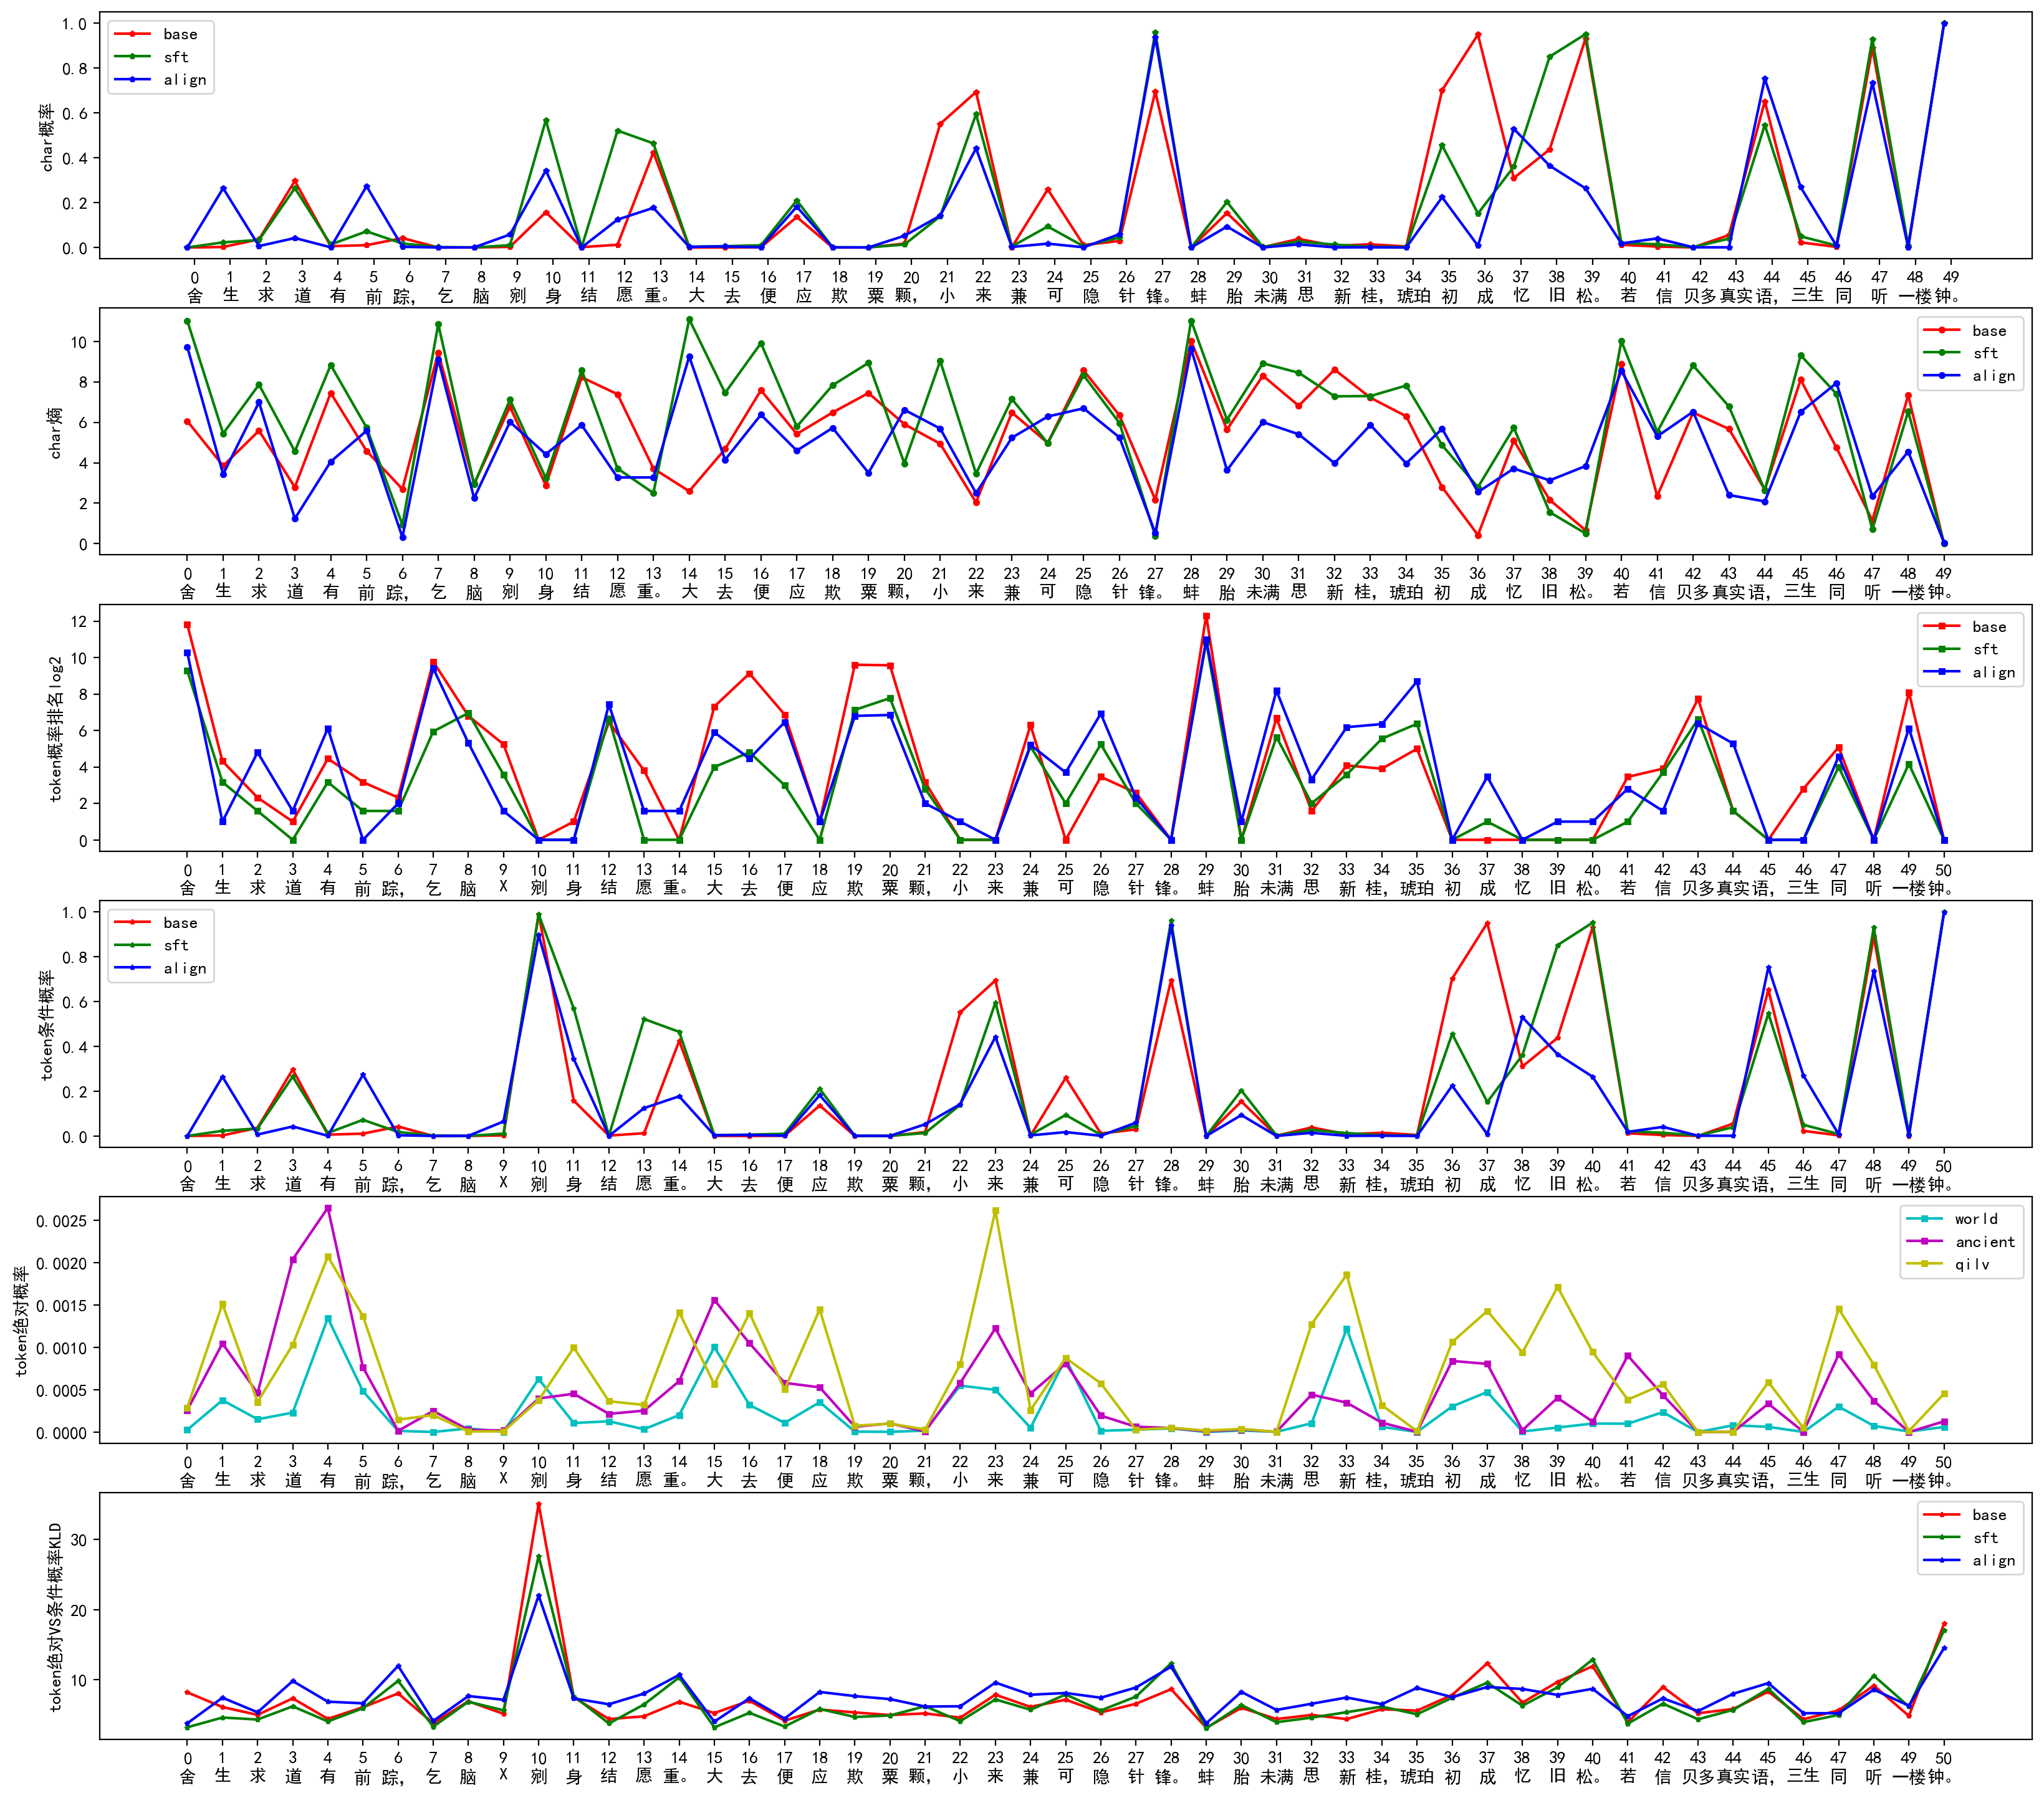 char概率
1.0
0.8
0.6
0.4
0.2
0.0
base
sft
align
0 1 2 3 4 5 6 7 8 9 10 11 12 13 14 15 16 17 18 19 20 21 22 23 24 25 26 27 28 29 30 31 32 33 34 35 36 37 38 39 40 41 42 43 44 45 46 47 48 49
舍 生 求 道 有 前 踪， 乞 脑 剜 身 结 愿 重。 大 去 便 应 欺 粟 颗， 小 来 兼 可 隐 针 锋。 蚌 胎 未满 思 新 桂， 琥珀 初 成 忆 旧 松。 若 信 贝多 真实 语， 三生 同 听 一楼 钟。
char熵
10
8
6
4
2
0
base
sft
align
0 1 2 3 4 5 6 7 8 9 10 11 12 13 14 15 16 17 18 19 20 21 22 23 24 25 26 27 28 29 30 31 32 33 34 35 36 37 38 39 40 41 42 43 44 45 46 47 48 49
舍 生 求 道 有 前 踪， 乞 脑 剜 身 结 愿 重。 大 去 便 应 欺 粟 颗， 小 来 兼 可 隐 针 锋。 蚌 胎 未满 思 新 桂， 琥珀 初 成 忆 旧 松。 若 信 贝多 真实 语， 三生 同 听 一楼 钟。
token概率排名log2
12
10
8
6
4
2
0
base
sft
align
0 1 2 3 4 5 6 7 8 9 10 11 12 13 14 15 16 17 18 19 20 21 22 23 24 25 26 27 28 29 30 31 32 33 34 35 36 37 38 39 40 41 42 43 44 45 46 47 48 49 50
舍 生 求 道 有 前 踪， 乞 脑 X 剜 身 结 愿 重。 大 去 便 应 欺 粟 颗， 小 来 兼 可 隐 针 锋。 蚌 胎 未满 思 新 桂， 琥珀 初 成 忆 旧 松。 若 信 贝多 真实 语， 三生 同 听 一楼 钟。
token条件概率
1.0
0.8
0.6
0.4
0.2
0.0
base
sft
align
0 1 2 3 4 5 6 7 8 9 10 11 12 13 14 15 16 17 18 19 20 21 22 23 24 25 26 27 28 29 30 31 32 33 34 35 36 37 38 39 40 41 42 43 44 45 46 47 48 49 50
舍 生 求 道 有 前 踪， 乞 脑 X 剜 身 结 愿 重。 大 去 便 应 欺 粟 颗， 小 来 兼 可 隐 针 锋。 蚌 胎 未满 思 新 桂， 琥珀 初 成 忆 旧 松。 若 信 贝多 真实 语， 三生 同 听 一楼 钟。
token绝对概率
0.0025
0.0020
0.0015
0.0010
0.0005
0.0000
world
ancient
qilv
0 1 2 3 4 5 6 7 8 9 10 11 12 13 14 15 16 17 18 19 20 21 22 23 24 25 26 27 28 29 30 31 32 33 34 35 36 37 38 39 40 41 42 43 44 45 46 47 48 49 50
舍 生 求 道 有 前 踪， 乞 脑 X 剜 身 结 愿 重。 大 去 便 应 欺 粟 颗， 小 来 兼 可 隐 针 锋。 蚌 胎 未满 思 新 桂， 琥珀 初 成 忆 旧 松。 若 信 贝多 真实 语， 三生 同 听 一楼 钟。
token绝对VS条件概率KLD
30
20
10
base
sft
align
0 1 2 3 4 5 6 7 8 9 10 11 12 13 14 15 16 17 18 19 20 21 22 23 24 25 26 27 28 29 30 31 32 33 34 35 36 37 38 39 40 41 42 43 44 45 46 47 48 49 50
舍 生 求 道 有 前 踪， 乞 脑 X 剜 身 结 愿 重。 大 去 便 应 欺 粟 颗， 小 来 兼 可 隐 针 锋。 蚌 胎 未满 思 新 桂， 琥珀 初 成 忆 旧 松。 若 信 贝多 真实 语， 三生 同 听 一楼 钟。